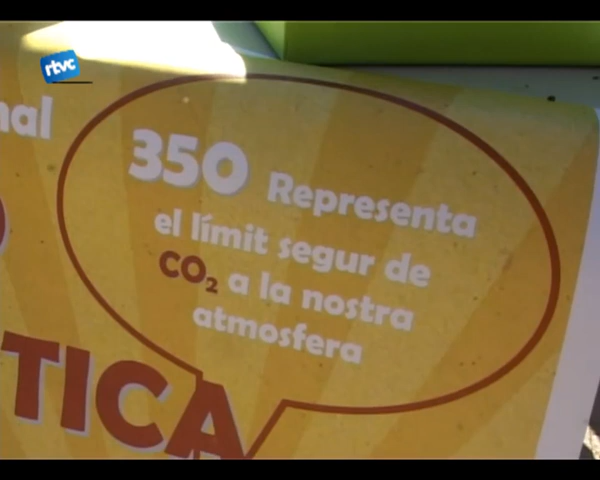 rtvc
nal
350 Representa
el límit segur de
CO₂ a la nostra
atmosfera
TICA